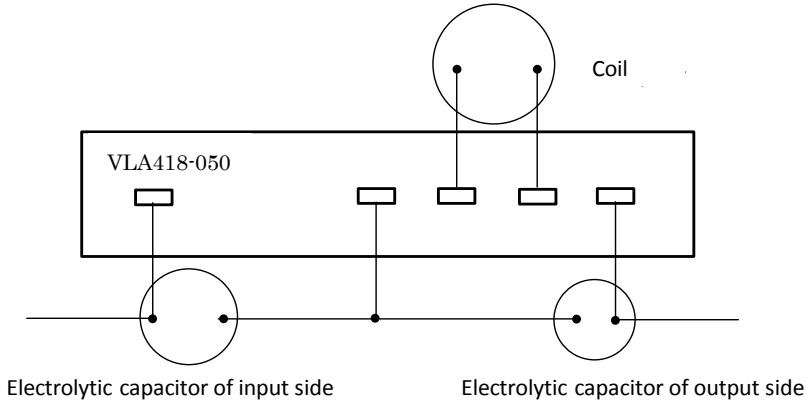 Coil
VLA418-050
Electrolytic capacitor of input side
Electrolytic capacitor of output side